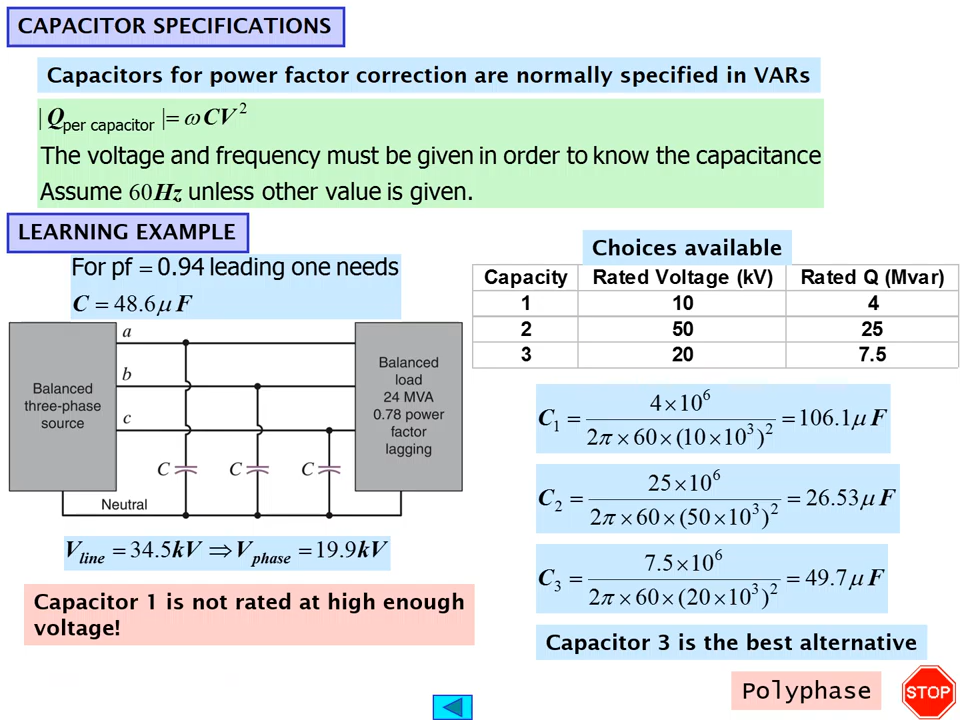 CAPACITOR SPECIFICATIONS
Capacitors for power factor correction are normally specified in VARs
| Q_per capacitor | = ωCV²
The voltage and frequency must be given in order to know the capacitance
Assume 60Hz unless other value is given.
LEARNING EXAMPLE
For pf = 0.94 leading one needs
C = 48.6 μ F
a
b
c
Balanced
three-phase
source
Balanced
load
24 MVA
0.78 power
factor
lagging
C C C
Neutral
V_line = 34.5kV ⇒ V_phase = 19.9kV
Capacitor 1 is not rated at high enough
voltage!
Choices available
Capacity Rated Voltage (kV) Rated Q (Mvar)
1 10 4
2 50 25
3 20 7.5
C₁ = 4×10⁶ / 2π × 60 × (10 × 10³)² = 106.1 μ F
C₂ = 25×10⁶ / 2π × 60 × (50 × 10³)² = 26.53 μ F
C₃ = 7.5×10⁶ / 2π × 60 × (20 × 10³)² = 49.7 μ F
Capacitor 3 is the best alternative
Polyphase
STOP